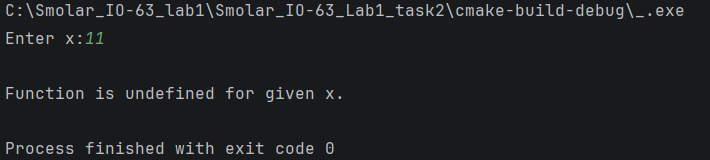 C:\Smolar_IO-63_lab1\Smolar_IO-63_Lab1_task2\cmake-build-debug\_.exe
Enter x:11
Function is undefined for given x.
Process finished with exit code 0